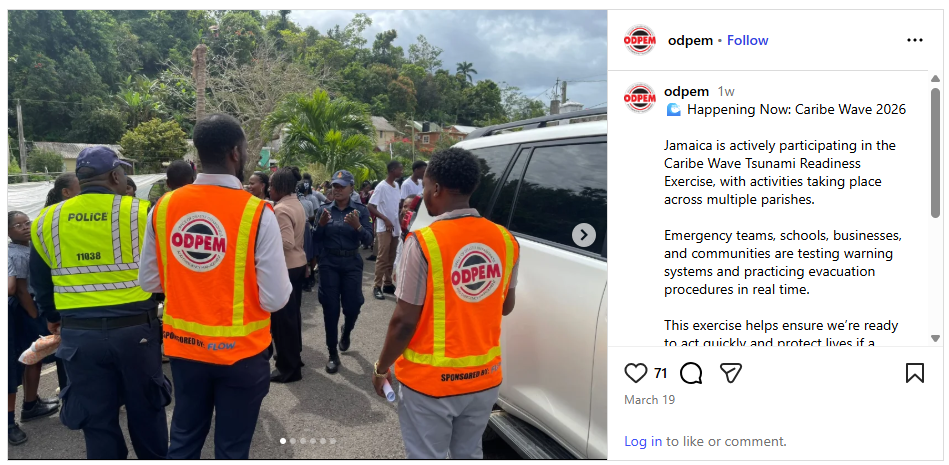 POLICE
11038
ODPEM
SPONSORED BY: FLOW
ODPEM
SPONSORED BY:
ODPEM
odpem • Follow
ODPEM
odpem 1w
🌊 Happening Now: Caribe Wave 2026
Jamaica is actively participating in the
Caribe Wave Tsunami Readiness
Exercise, with activities taking place
across multiple parishes.
Emergency teams, schools, businesses,
and communities are testing warning
systems and practicing evacuation
procedures in real time.
This exercise helps ensure we’re ready
to act quickly and protect lives if a
71
March 19
Log in to like or comment.